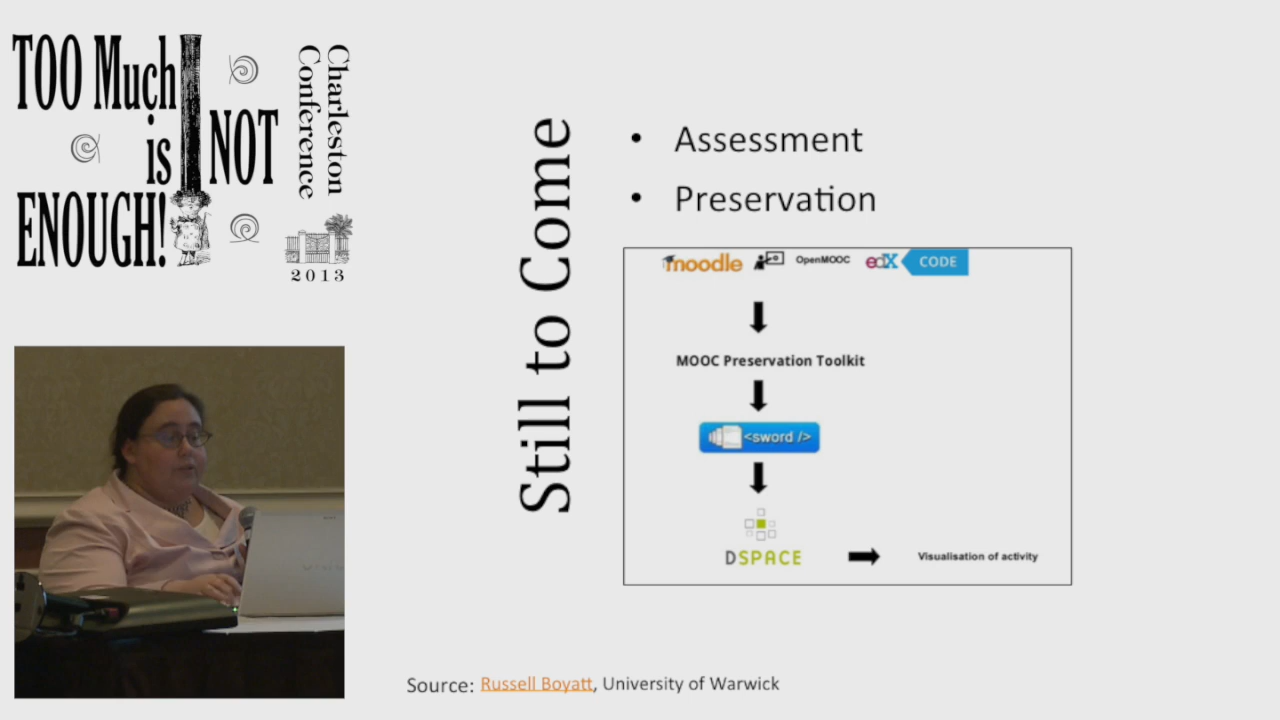 TOO Much
is NOT
ENOUGH!
Charleston
Conference
2013
Still to Come
• Assessment
• Preservation
moodle OpenMOOC edX CODE
MOOC Preservation Toolkit
<sword />
DSPACE
Visualisation of activity
Source: Russell Boyatt, University of Warwick